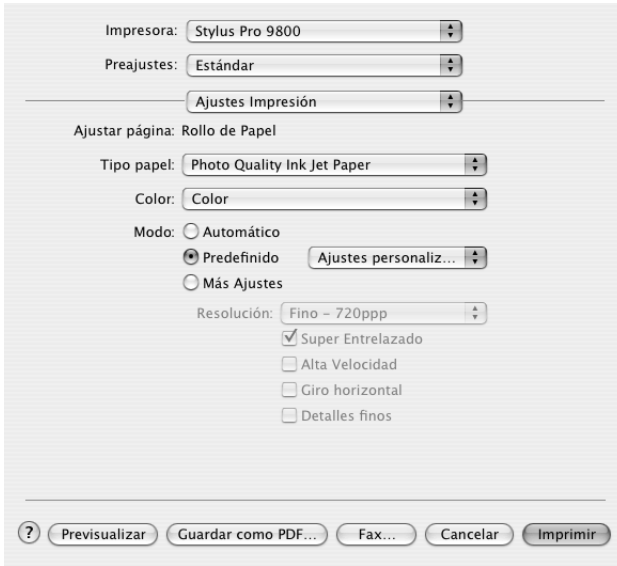 Impresora: Stylus Pro 9800
Preajustes: Estándar
Ajustes Impresión
Ajustar página: Rollo de Papel
Tipo papel: Photo Quality Ink Jet Paper
Color: Color
Modo: Automático
Predefinido Ajustes personaliz...
Más Ajustes
Resolución: Fino – 720ppp
Super Entrelazado
Alta Velocidad
Giro horizontal
Detalles finos
? Previsualizar Guardar como PDF... Fax... Cancelar Imprimir